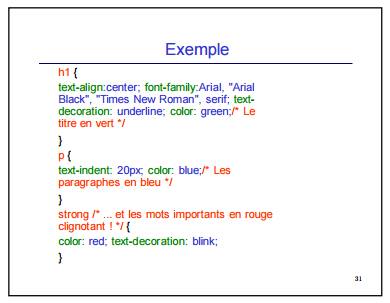 Exemple
h1 {
text-align:center; font-family:Arial, "Arial
Black", "Times New Roman", serif; text-
decoration: underline; color: green;/* Le
titre en vert */
}
p {
text-indent: 20px; color: blue;/* Les
paragraphes en bleu */
}
strong /* ... et les mots importants en rouge
clignotant ! */ {
color: red; text-decoration: blink;
}
31